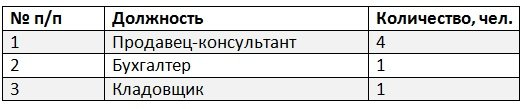 № п/п Должность Количество, чел.
1 Продавец-консультант 4
2 Бухгалтер 1
3 Кладовщик 1